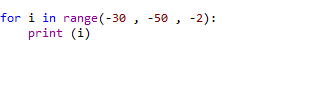 for i in range(-30 , -50 , -2):
    print (i)